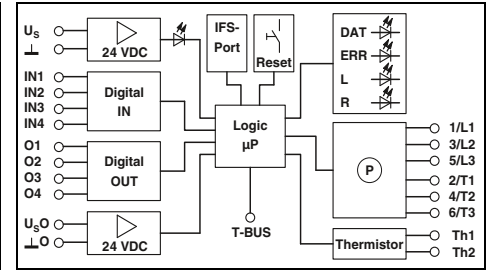 US
24 VDC
IFS-
Port
Reset
DAT
ERR
L
R
IN1
IN2
IN3
IN4
Digital
IN
Logic
µP
O1
O2
O3
O4
Digital
OUT
P
1/L1
3/L2
5/L3
2/T1
4/T2
6/T3
USO
⊥O
24 VDC
T-BUS
Thermistor
Th1
Th2